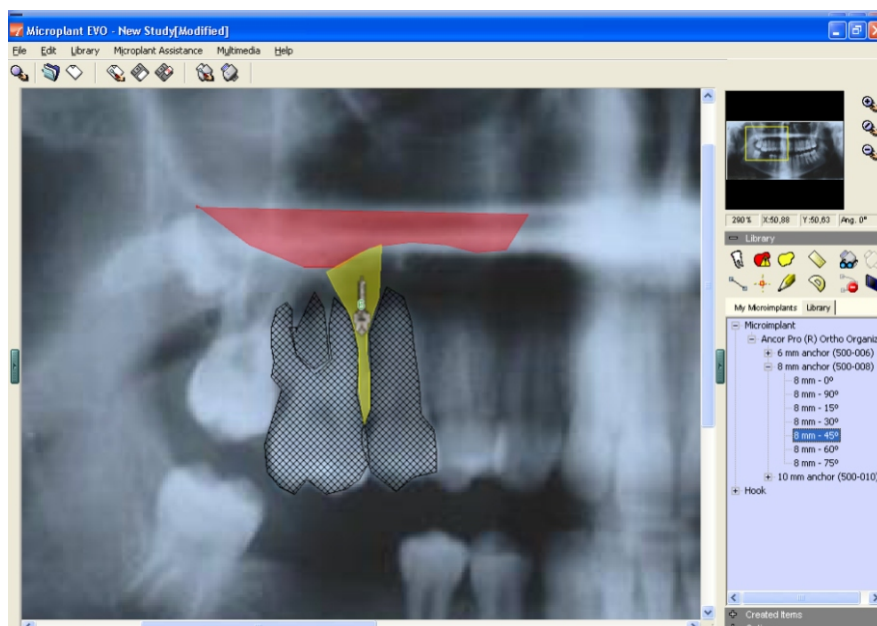 Microplant EVO - New Study[Modified]
File Edit Library Microplant Assistance Multimedia Help
290% X:50,88 Y:50,63 Ang. 0°
Library
My Microimplants Library
Microimplant
Ancor Pro (R) Ortho Organiz
6 mm anchor (500-006)
8 mm anchor (500-008)
8 mm - 0º
8 mm - 90º
8 mm - 15º
8 mm - 30º
8 mm - 45º
8 mm - 60º
8 mm - 75º
10 mm anchor (500-010)
Hook
Created Items